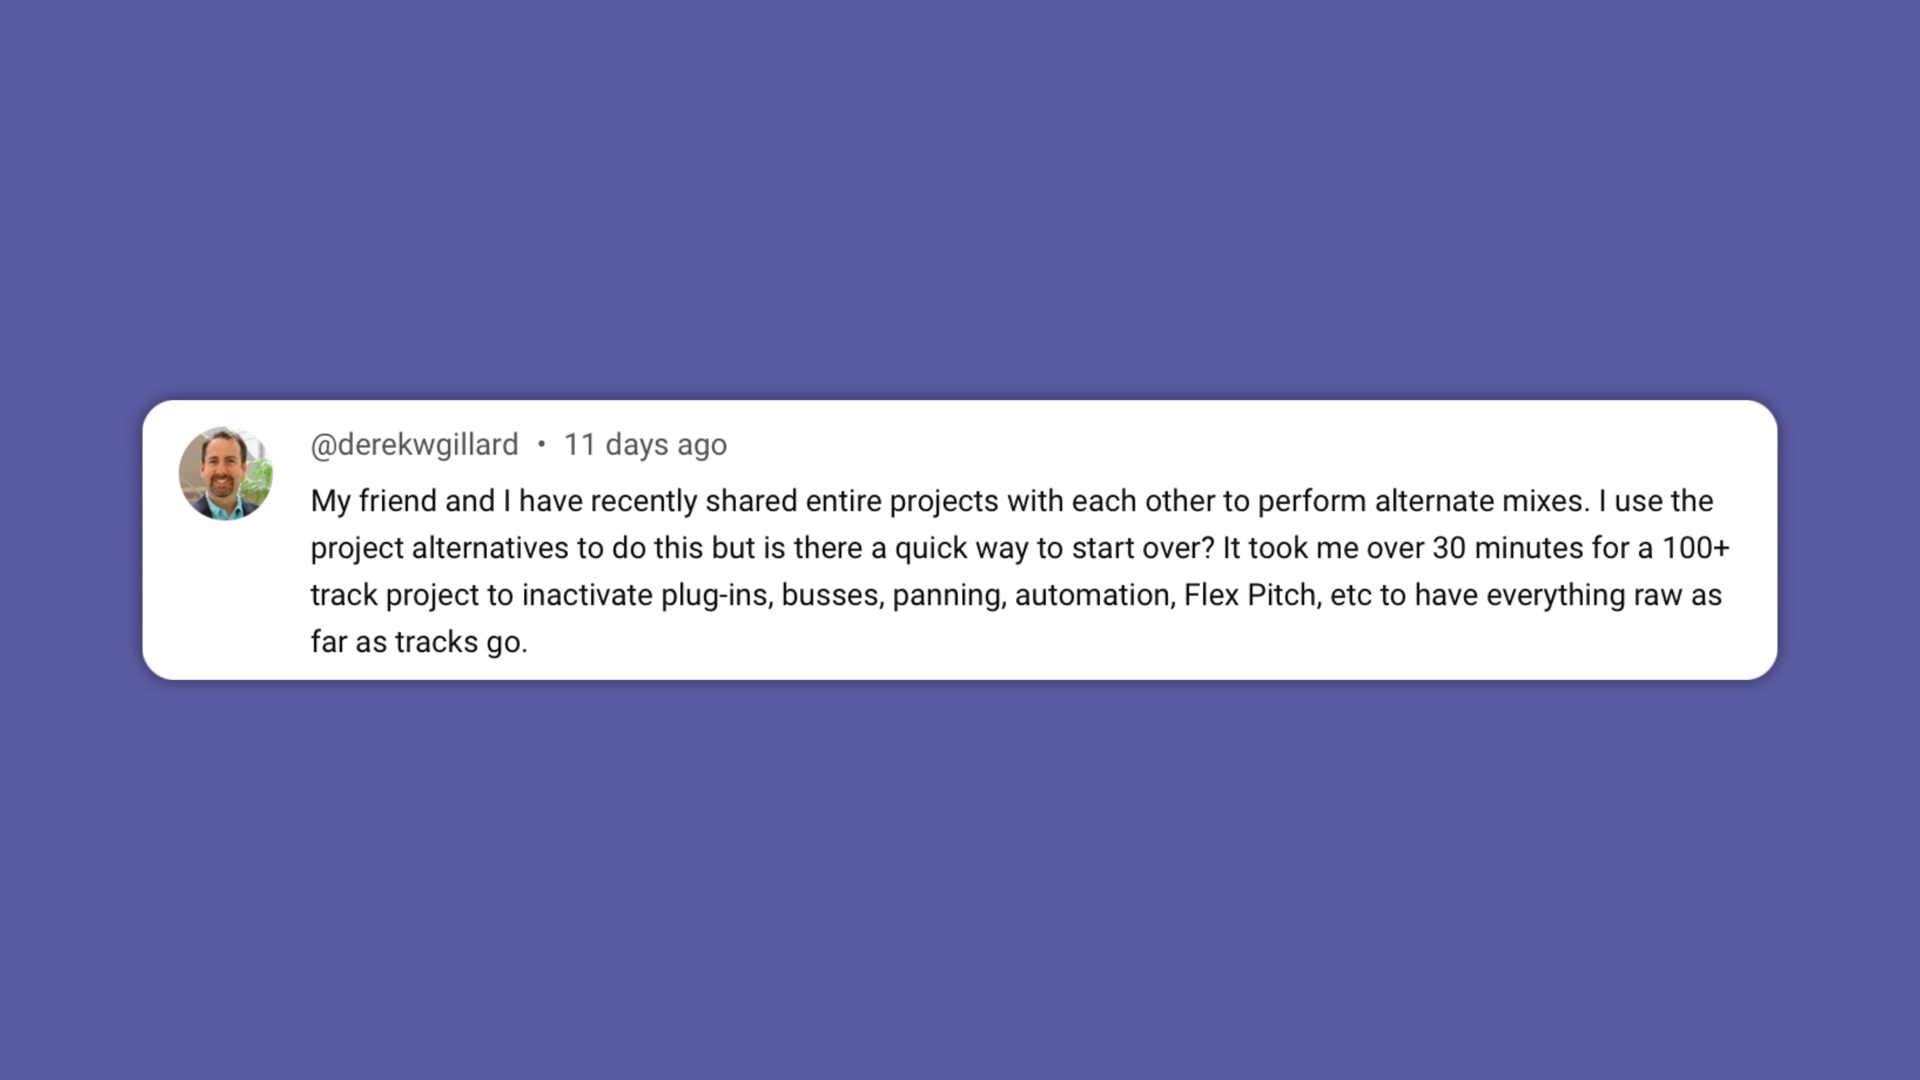 @derekwgillard • 11 days ago
My friend and I have recently shared entire projects with each other to perform alternate mixes. I use the
project alternatives to do this but is there a quick way to start over? It took me over 30 minutes for a 100+
track project to inactivate plug-ins, busses, panning, automation, Flex Pitch, etc to have everything raw as
far as tracks go.